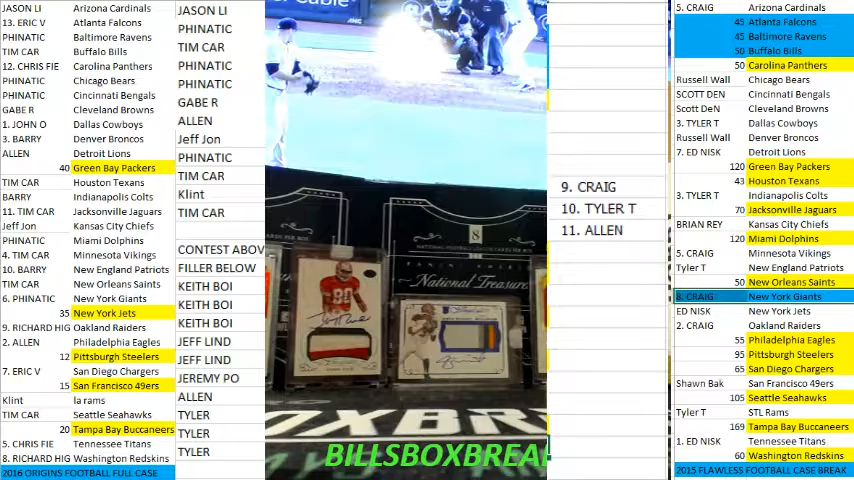 JASON LI Arizona Cardinals
13. ERIC V Atlanta Falcons
PHINATIC Baltimore Ravens
TIM CAR Buffalo Bills
12. CHRIS FIE Carolina Panthers
PHINATIC Chicago Bears
PHINATIC Cincinnati Bengals
GABE R Cleveland Browns
1. JOHN O Dallas Cowboys
3. BARRY Denver Broncos
ALLEN Detroit Lions
40 Green Bay Packers
TIM CAR Houston Texans
BARRY Indianapolis Colts
11. TIM CAR Jacksonville Jaguars
Jeff Jon Kansas City Chiefs
PHINATIC Miami Dolphins
4. TIM CAR Minnesota Vikings
10. BARRY New England Patriots
TIM CAR New Orleans Saints
6. PHINATIC New York Giants
35 New York Jets
9. RICHARD HIG Oakland Raiders
2. ALLEN Philadelphia Eagles
12 Pittsburgh Steelers
7. ERIC V San Diego Chargers
15 San Francisco 49ers
Klint la rams
TIM CAR Seattle Seahawks
20 Tampa Bay Buccaneers
5. CHRIS FIE Tennessee Titans
8. RICHARD HIG Washington Redskins
2016 ORIGINS FOOTBALL FULL CASE
JASON LI
PHINATIC
TIM CAR
PHINATIC
PHINATIC
GABE R
ALLEN
Jeff Jon
PHINATIC
TIM CAR
Klint
TIM CAR
CONTEST ABOV
FILLER BELOW
KEITH BOI
KEITH BOI
KEITH BOI
JEFF LIND
JEFF LIND
JEREMY PO
ALLEN
TYLER
TYLER
TYLER
8
National Treasures
BOXBR
BILLSBOXBREA
9. CRAIG
10. TYLER T
11. ALLEN
5. CRAIG Arizona Cardinals
45 Atlanta Falcons
45 Baltimore Ravens
50 Buffalo Bills
50 Carolina Panthers
Russell Wall Chicago Bears
SCOTT DEN Cincinnati Bengals
Scott DeN Cleveland Browns
3. TYLER T Dallas Cowboys
Russell Wall Denver Broncos
7. ED NISK Detroit Lions
120 Green Bay Packers
43 Houston Texans
3. TYLER T Indianapolis Colts
70 Jacksonville Jaguars
BRIAN REY Kansas City Chiefs
120 Miami Dolphins
5. CRAIG Minnesota Vikings
Tyler T New England Patriots
50 New Orleans Saints
8. CRAIG New York Giants
ED NISK New York Jets
2. CRAIG Oakland Raiders
55 Philadelphia Eagles
95 Pittsburgh Steelers
65 San Diego Chargers
Shawn Bak San Francisco 49ers
105 Seattle Seahawks
Tyler T STL Rams
169 Tampa Bay Buccaneers
1. ED NISK Tennessee Titans
60 Washington Redskins
2015 FLAWLESS FOOTBALL CASE BREAK